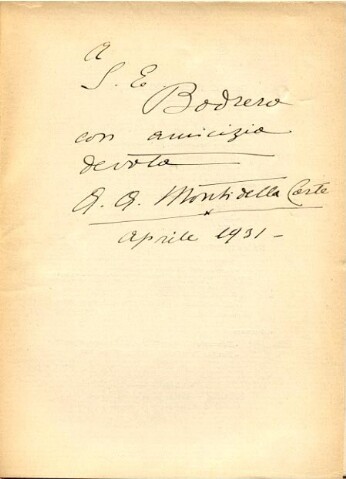 A
S. E
Bodrero
con amicizia
devota
A. A. Monti della Corte
Aprile 1931 -